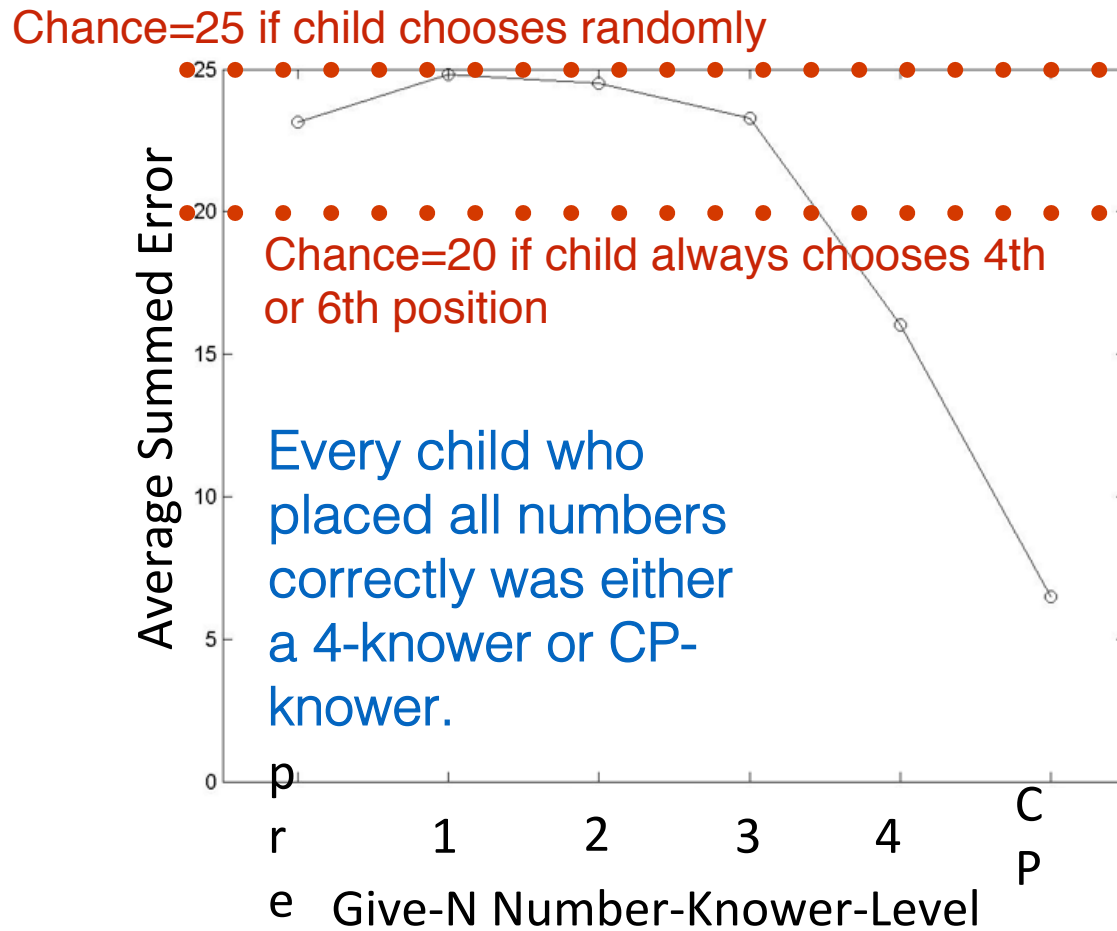 Chance=25 if child chooses randomly
25
20
Chance=20 if child always chooses 4th
or 6th position
15
Every child who
placed all numbers
correctly was either
a 4-knower or CP-
knower.
10
5
0
Average Summed Error
pre
1
2
3
4
CP
Give-N Number-Knower-Level